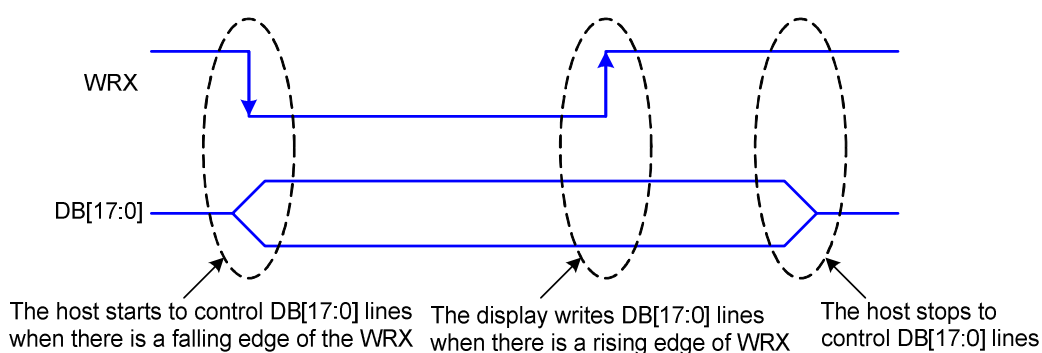 WRX
DB[17:0]
The host starts to control DB[17:0] lines
when there is a falling edge of the WRX
The display writes DB[17:0] lines
when there is a rising edge of WRX
The host stops to
control DB[17:0] lines